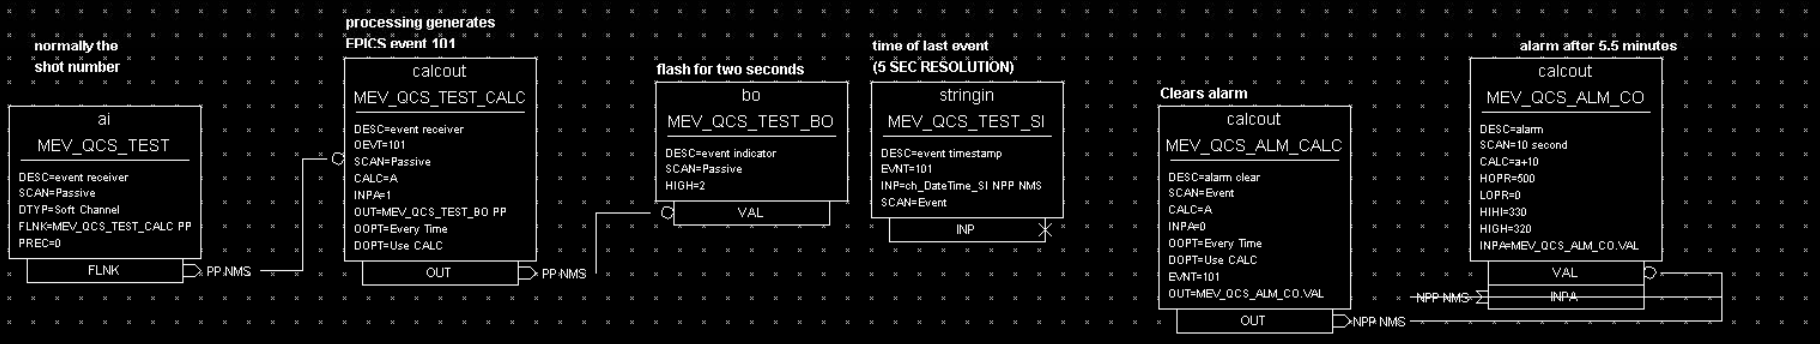 normally the
shot number
ai
MEV_QCS_TEST
DESC=event receiver
SCAN=Passive
DTYP=Soft Channel
FLNK=MEV_QCS_TEST_CALC PP
PREC=0
FLNK
PP NMS
processing generates
EPICS event 101
calcout
MEV_QCS_TEST_CALC
DESC=event receiver
OEVT=101
SCAN=Passive
CALC=A
INPA=1
OUT=MEV_QCS_TEST_BO PP
OOPT=Every Time
DOPT=Use CALC
OUT
PP NMS
flash for two seconds
bo
MEV_QCS_TEST_BO
DESC=event indicator
SCAN=Passive
HIGH=2
VAL
time of last event
(5 SEC RESOLUTION)
stringin
MEV_QCS_TEST_SI
DESC=event timestamp
EVNT=101
INP=ch_DateTime_SI NPP NMS
SCAN=Event
INP
Clears alarm
calcout
MEV_QCS_ALM_CALC
DESC=alarm clear
SCAN=Event
CALC=A
INPA=0
OOPT=Every Time
DOPT=Use CALC
EVNT=101
OUT=MEV_QCS_ALM_CO.VAL
OUT
NPP NMS
alarm after 5.5 minutes
calcout
MEV_QCS_ALM_CO
DESC=alarm
SCAN=10 second
CALC=a+10
HOPR=500
LOPR=0
HIHI=330
HIGH=320
INPA=MEV_QCS_ALM_CO.VAL
VAL
NPP NMS
INPA